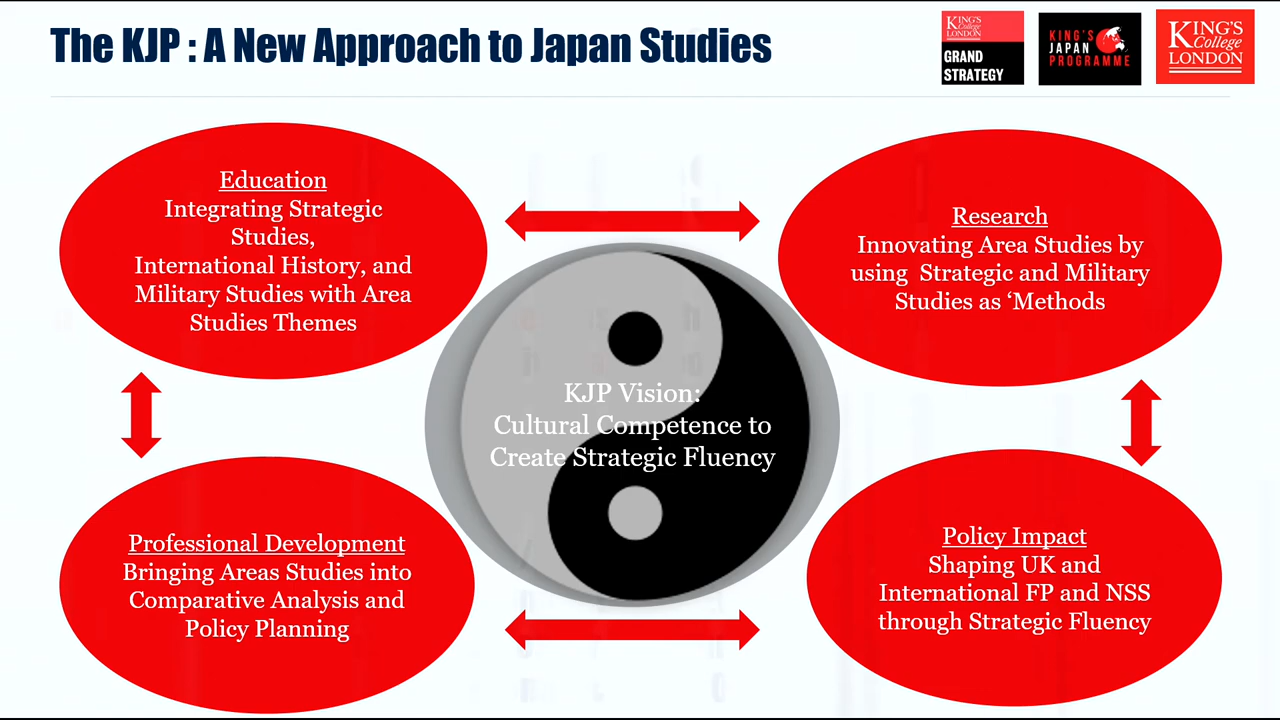 The KJP : A New Approach to Japan Studies
KING'S
College
LONDON
GRAND
STRATEGY
KING'S
JAPAN
PROGRAMME
KING'S
College
LONDON
Education
Integrating Strategic
Studies,
International History, and
Military Studies with Area
Studies Themes
Research
Innovating Area Studies by
using Strategic and Military
Studies as ‘Methods
KJP Vision:
Cultural Competence to
Create Strategic Fluency
Professional Development
Bringing Areas Studies into
Comparative Analysis and
Policy Planning
Policy Impact
Shaping UK and
International FP and NSS
through Strategic Fluency